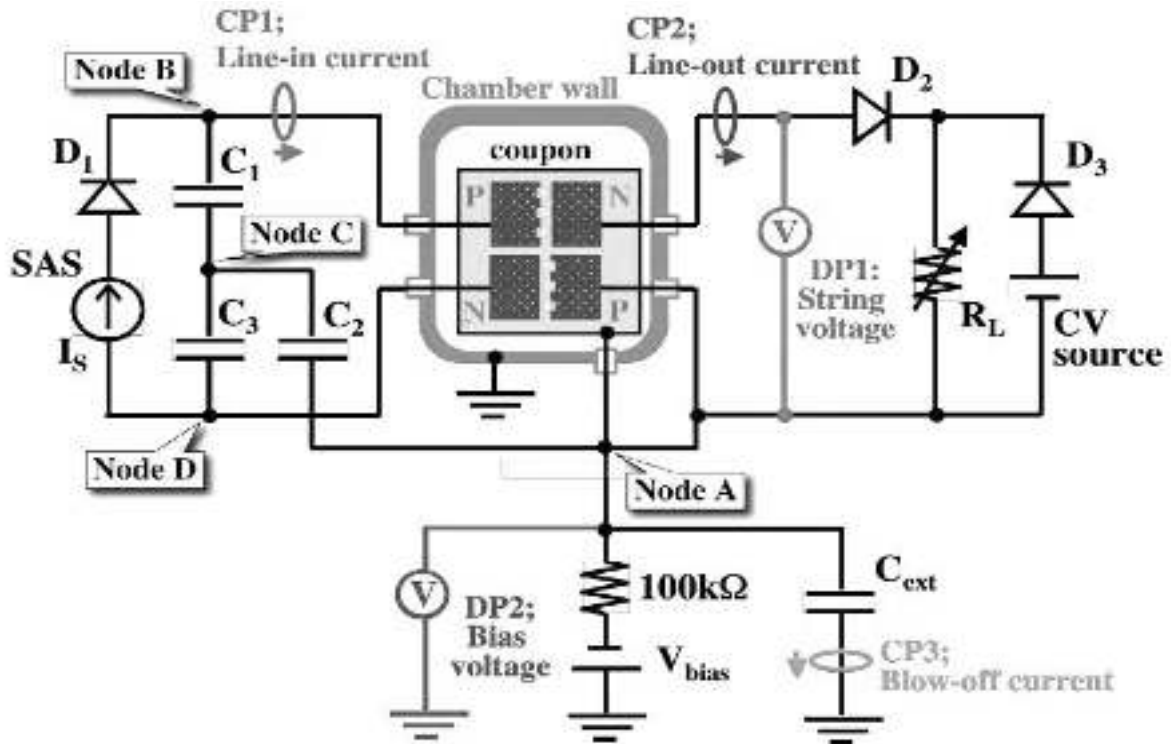 CP1;
Line-in current
CP2;
Line-out current
Node B
D2
Chamber wall
D1
C1
coupon
D3
P
N
Node C
V
SAS
DP1:
String
voltage
C3
C2
N
P
RL
CV
source
IS
Node D
Node A
V
DP2;
Bias
voltage
100kΩ
Vbias
Cext
CP3;
Blow-off current